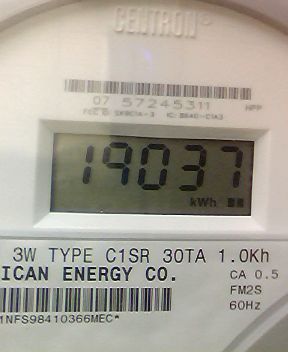 CENTRON
07 57245311 HPP
19037
kWh
3W TYPE C1SR 30TA 1.0Kh
ICAN ENERGY CO.
CA 0.5
FM2S
60Hz
1NFS98410366MEC*